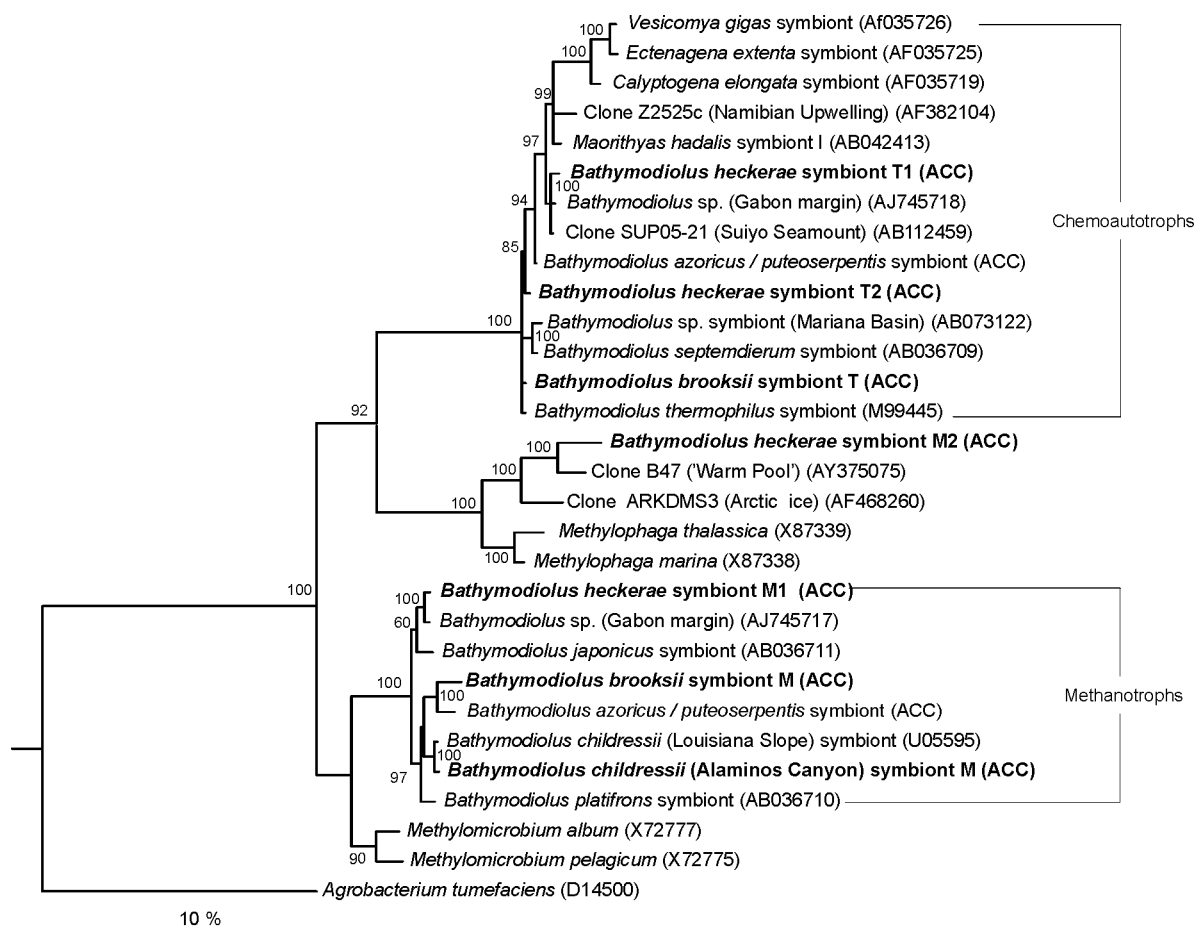 Vesicomya gigas symbiont (Af035726)
100
Ectenagena extenta symbiont (AF035725)
100
Calyptogena elongata symbiont (AF035719)
99
Clone Z2525c (Namibian Upwelling) (AF382104)
97
Maorithyas hadalis symbiont I (AB042413)
Bathymodiolus heckerae symbiont T1 (ACC)
100
94
Bathymodiolus sp. (Gabon margin) (AJ745718)
Chemoautotrophs
Clone SUP05-21 (Suiyo Seamount) (AB112459)
85
Bathymodiolus azoricus / puteoserpentis symbiont (ACC)
Bathymodiolus heckerae symbiont T2 (ACC)
100
Bathymodiolus sp. symbiont (Mariana Basin) (AB073122)
100
Bathymodiolus septemdierum symbiont (AB036709)
Bathymodiolus brooksii symbiont T (ACC)
92
Bathymodiolus thermophilus symbiont (M99445)
Bathymodiolus heckerae symbiont M2 (ACC)
100
100
Clone B47 ('Warm Pool') (AY375075)
100
Clone ARKDMS3 (Arctic ice) (AF468260)
Methylophaga thalassica (X87339)
100
Methylophaga marina (X87338)
100
Bathymodiolus heckerae symbiont M1 (ACC)
100
60
Bathymodiolus sp. (Gabon margin) (AJ745717)
Bathymodiolus japonicus symbiont (AB036711)
100
Bathymodiolus brooksii symbiont M (ACC)
100
Methanotrophs
Bathymodiolus azoricus / puteoserpentis symbiont (ACC)
Bathymodiolus childressii (Louisiana Slope) symbiont (U05595)
100
97
Bathymodiolus childressii (Alaminos Canyon) symbiont M (ACC)
Bathymodiolus platifrons symbiont (AB036710)
Methylomicrobium album (X72777)
90
Methylomicrobium pelagicum (X72775)
Agrobacterium tumefaciens (D14500)
10 %